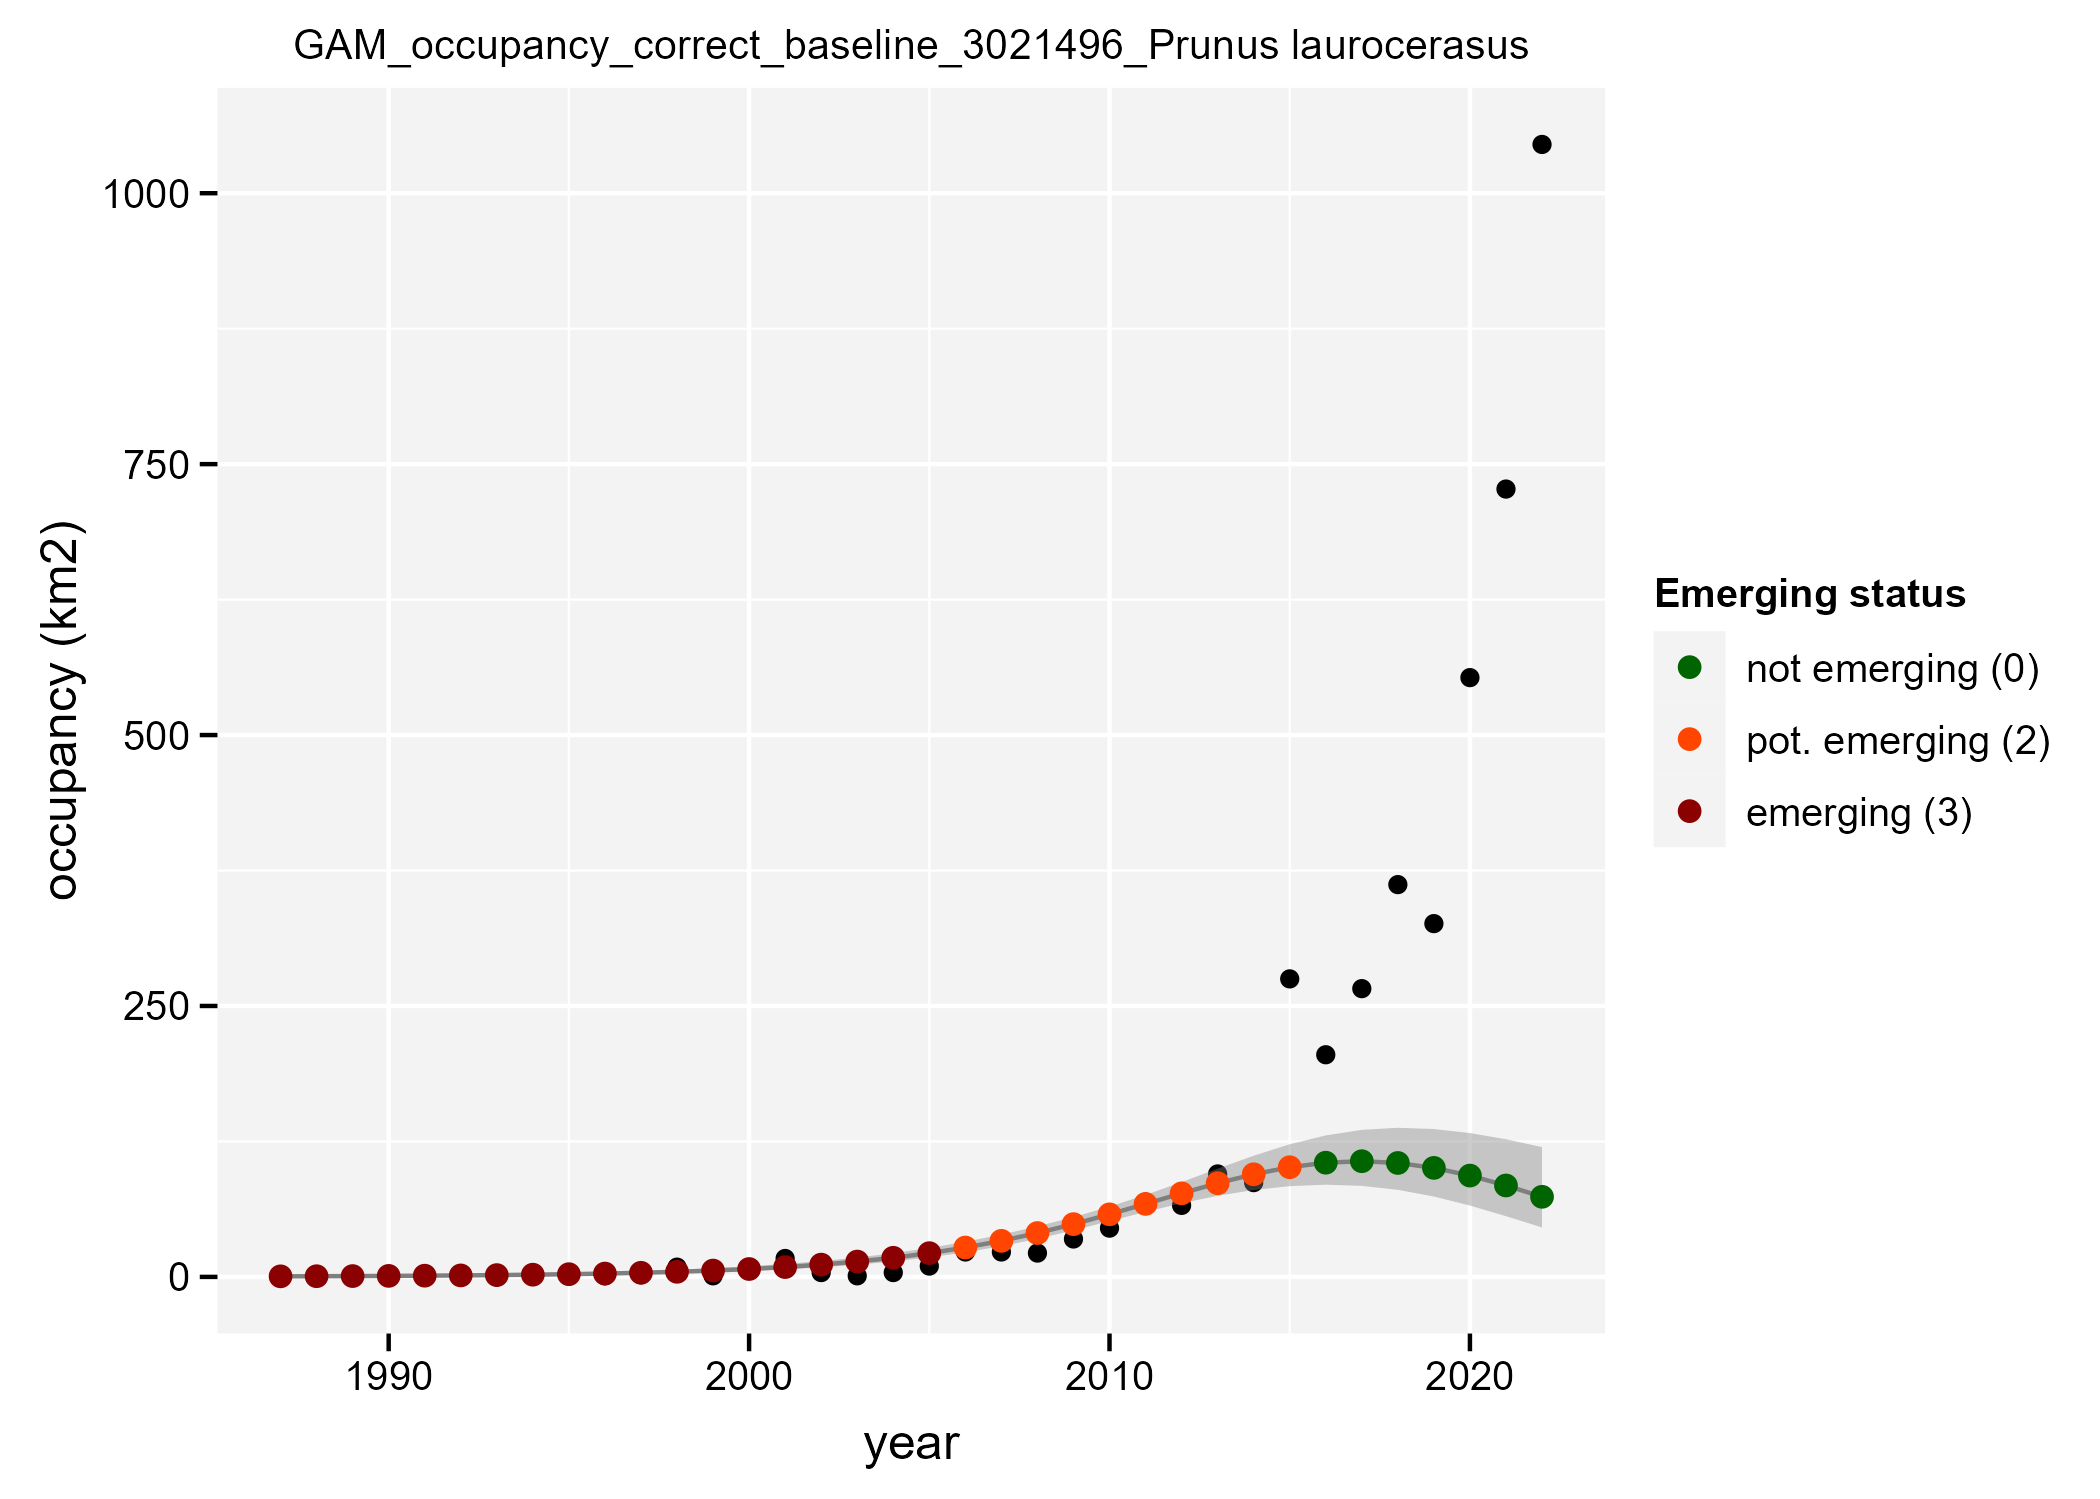 GAM_occupancy_correct_baseline_3021496_Prunus laurocerasus
occupancy (km2)
1000
750
500
250
0
1990 2000 2010 2020
year
Emerging status
not emerging (0)
pot. emerging (2)
emerging (3)